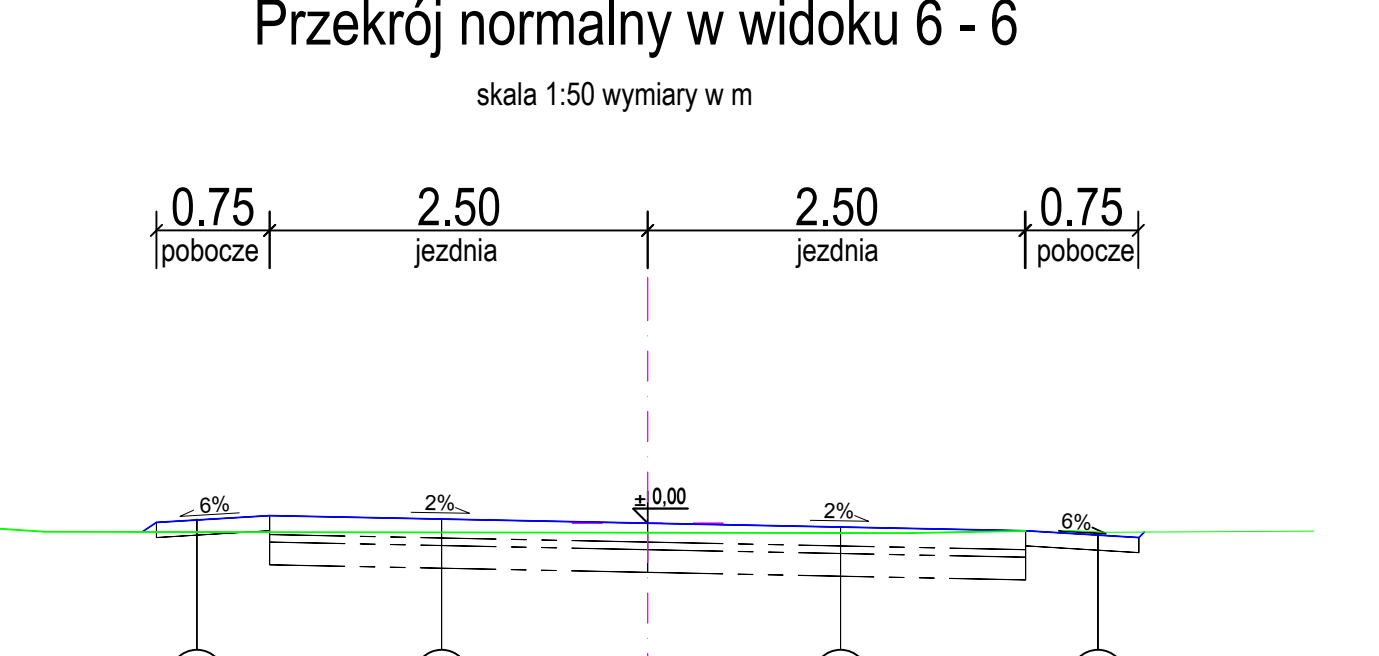 Przekrój normalny w widoku 6 - 6
skala 1:50 wymiary w m
0.75 2.50 2.50 0.75
pobocze jezdnia jezdnia pobocze
6% 2% ± 0,00 2% 6%